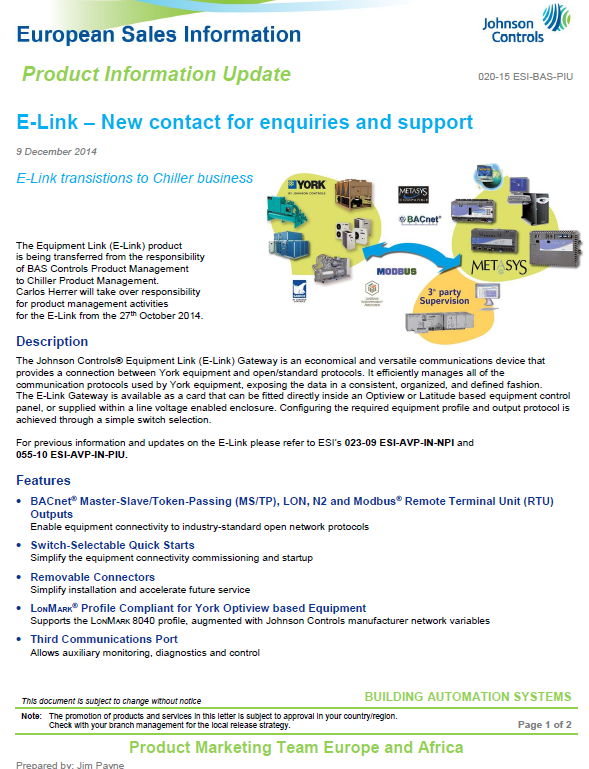 European Sales Information
Johnson
Controls
Product Information Update
020-15 ESI-BAS-PIU
E-Link – New contact for enquiries and support
9 December 2014
E-Link transistions to Chiller business
YORK
BY JOHNSON CONTROLS
METASYS
BACnet®
MODBUS
METASYS
3rd party
Supervision
The Equipment Link (E-Link) product
is being transferred from the responsibility
of BAS Controls Product Management
to Chiller Product Management.
Carlos Herrer will take over responsibility
for product management activities
for the E-Link from the 27th October 2014.
Description
The Johnson Controls® Equipment Link (E-Link) Gateway is an economical and versatile communications device that
provides a connection between York equipment and open/standard protocols. It efficiently manages all of the
communication protocols used by York equipment, exposing the data in a consistent, organized, and defined fashion.
The E-Link Gateway is available as a card that can be fitted directly inside an Optiview or Latitude based equipment control
panel, or supplied within a line voltage enabled enclosure. Configuring the required equipment profile and output protocol is
achieved through a simple switch selection.
For previous information and updates on the E-Link please refer to ESI's 023-09 ESI-AVP-IN-NPI and
055-10 ESI-AVP-IN-PIU.
Features
• BACnet® Master-Slave/Token-Passing (MS/TP), LON, N2 and Modbus® Remote Terminal Unit (RTU)
Outputs
Enable equipment connectivity to industry-standard open network protocols
• Switch-Selectable Quick Starts
Simplify the equipment connectivity commissioning and startup
• Removable Connectors
Simplify installation and accelerate future service
• LONMARK® Profile Compliant for York Optiview based Equipment
Supports the LONMARK 8040 profile, augmented with Johnson Controls manufacturer network variables
• Third Communications Port
Allows auxiliary monitoring, diagnostics and control
This document is subject to change without notice
BUILDING AUTOMATION SYSTEMS
Note: The promotion of products and services in this letter is subject to approval in your country/region.
Check with your branch management for the local release strategy.
Page 1 of 2
Product Marketing Team Europe and Africa
Prepared by: Jim Payne